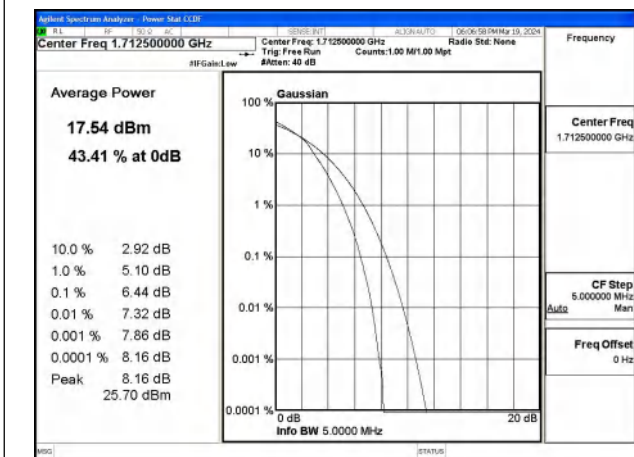 Agilent Spectrum Analyzer - Power Stat CCDF
RL RF 50 Ω AC SENSE:INT ALIGN AUTO 06:06:58 PM Mar 19, 2024
Center Freq 1.712500000 GHz
Center Freq: 1.712500000 GHz Radio Std: None
Trig: Free Run Counts:1.00 M/1.00 Mpt
#IFGain:Low #Atten: 40 dB
Frequency
Average Power
17.54 dBm
43.41 % at 0dB
10.0 % 2.92 dB
1.0 % 5.10 dB
0.1 % 6.44 dB
0.01 % 7.32 dB
0.001 % 7.86 dB
0.0001 % 8.16 dB
Peak 8.16 dB
25.70 dBm
Gaussian
100 %
10 %
1 %
0.1 %
0.01 %
0.001 %
0.0001 %
0 dB 20 dB
Info BW 5.0000 MHz
Center Freq
1.712500000 GHz
CF Step
5.000000 MHz
Auto Man
Freq Offset
0 Hz
MSG STATUS